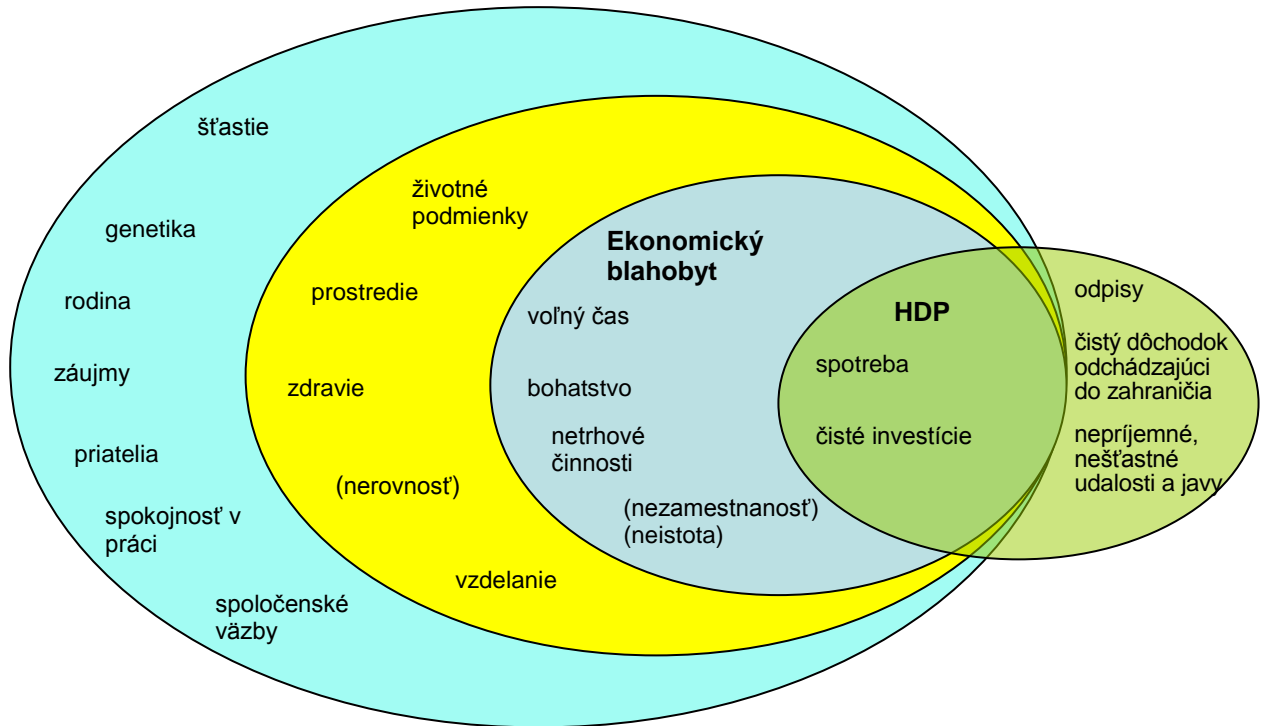 šťastie
genetika
rodina
záujmy
priatelia
spokojnosť v
práci
spoločenské
väzby
životné
podmienky
prostredie
zdravie
(nerovnosť)
vzdelanie
Ekonomický
blahobyt
voľný čas
bohatstvo
netrhové
činnosti
(nezamestnanosť)
(neistota)
HDP
spotreba
čisté investície
odpisy
čistý dôchodok
odchádzajúci
do zahraničia
nepríjemné,
nešťastné
udalosti a javy